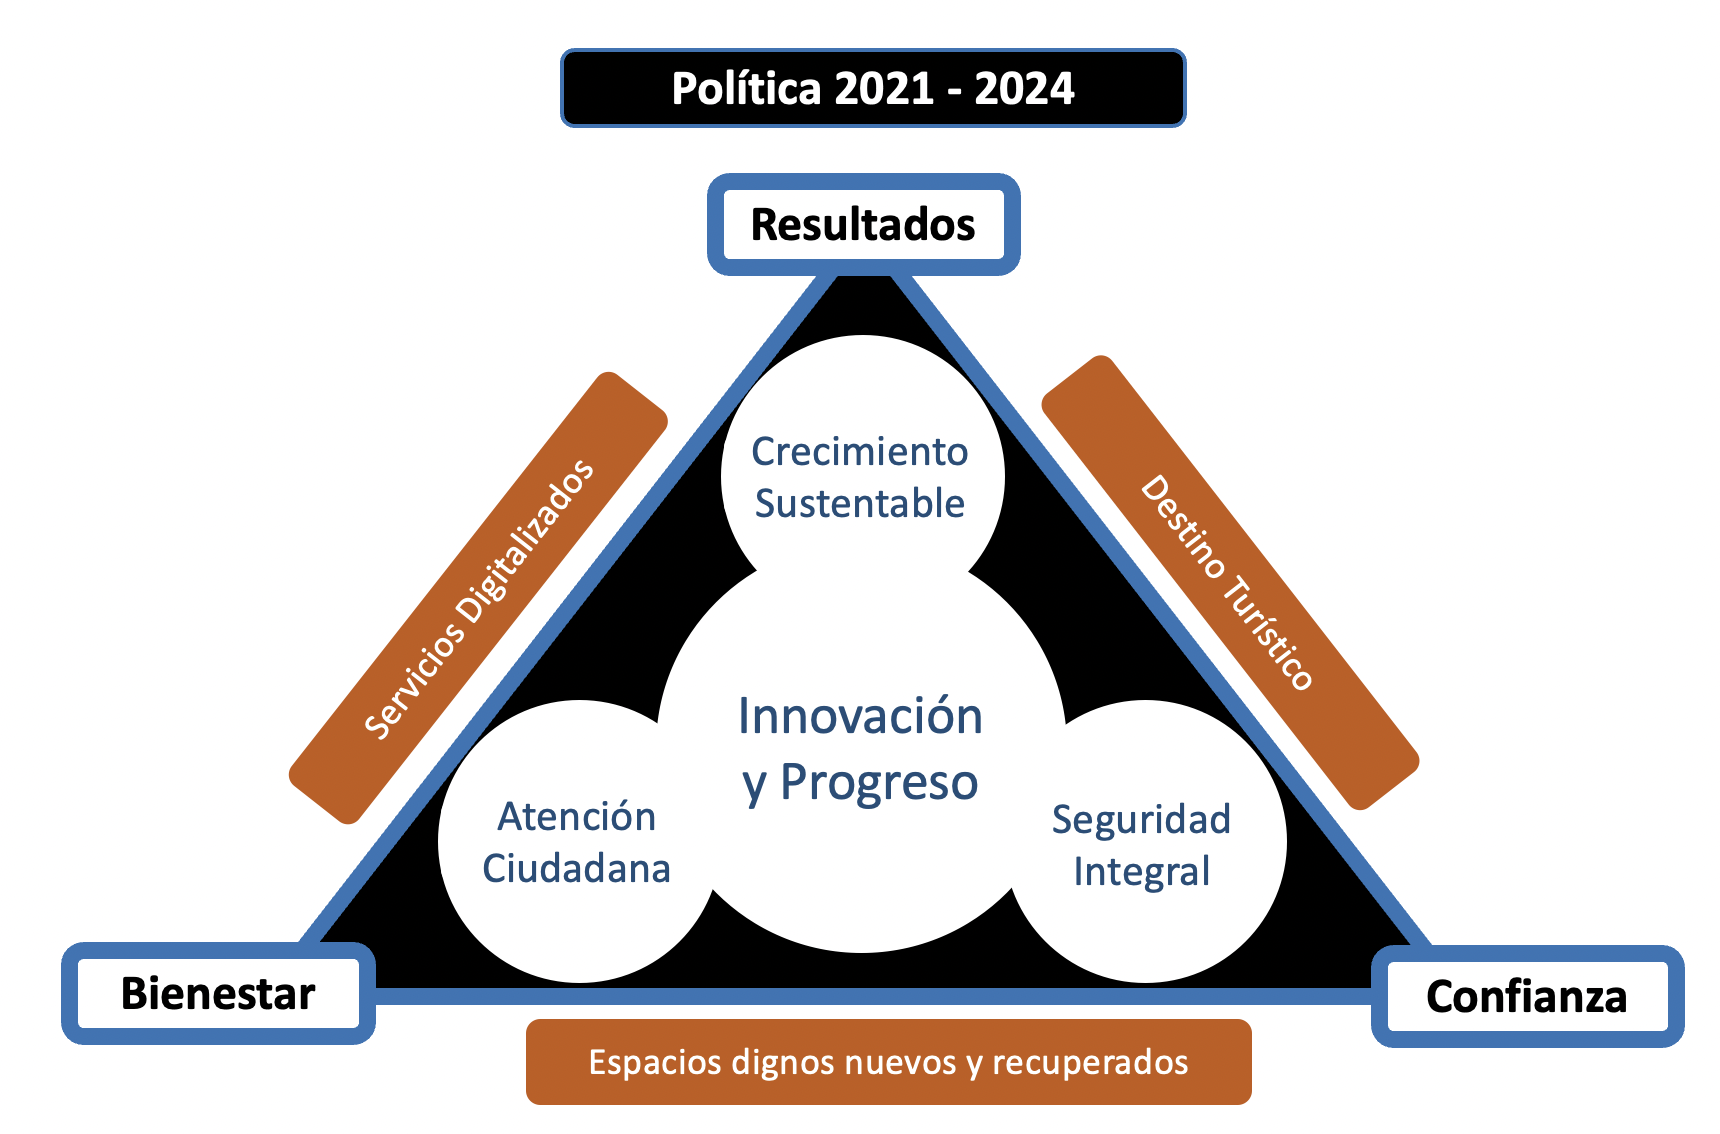 Política 2021 - 2024
Resultados
Crecimiento
Sustentable
Servicios Digitalizados
Destino Turístico
Innovación
y Progreso
Atención
Ciudadana
Seguridad
Integral
Bienestar
Confianza
Espacios dignos nuevos y recuperados